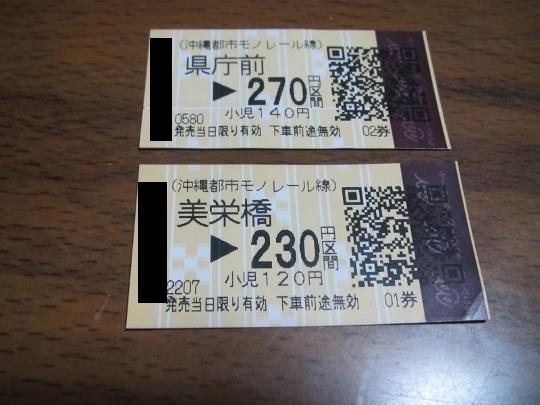 (沖縄都市モノレール線)
県庁前
▶270円区間
小児140円
0580
発売当日限り有効 下車前途無効 02券
(沖縄都市モノレール線)
美栄橋
▶230円区間
小児120円
2207
発売当日限り有効 下車前途無効 01券